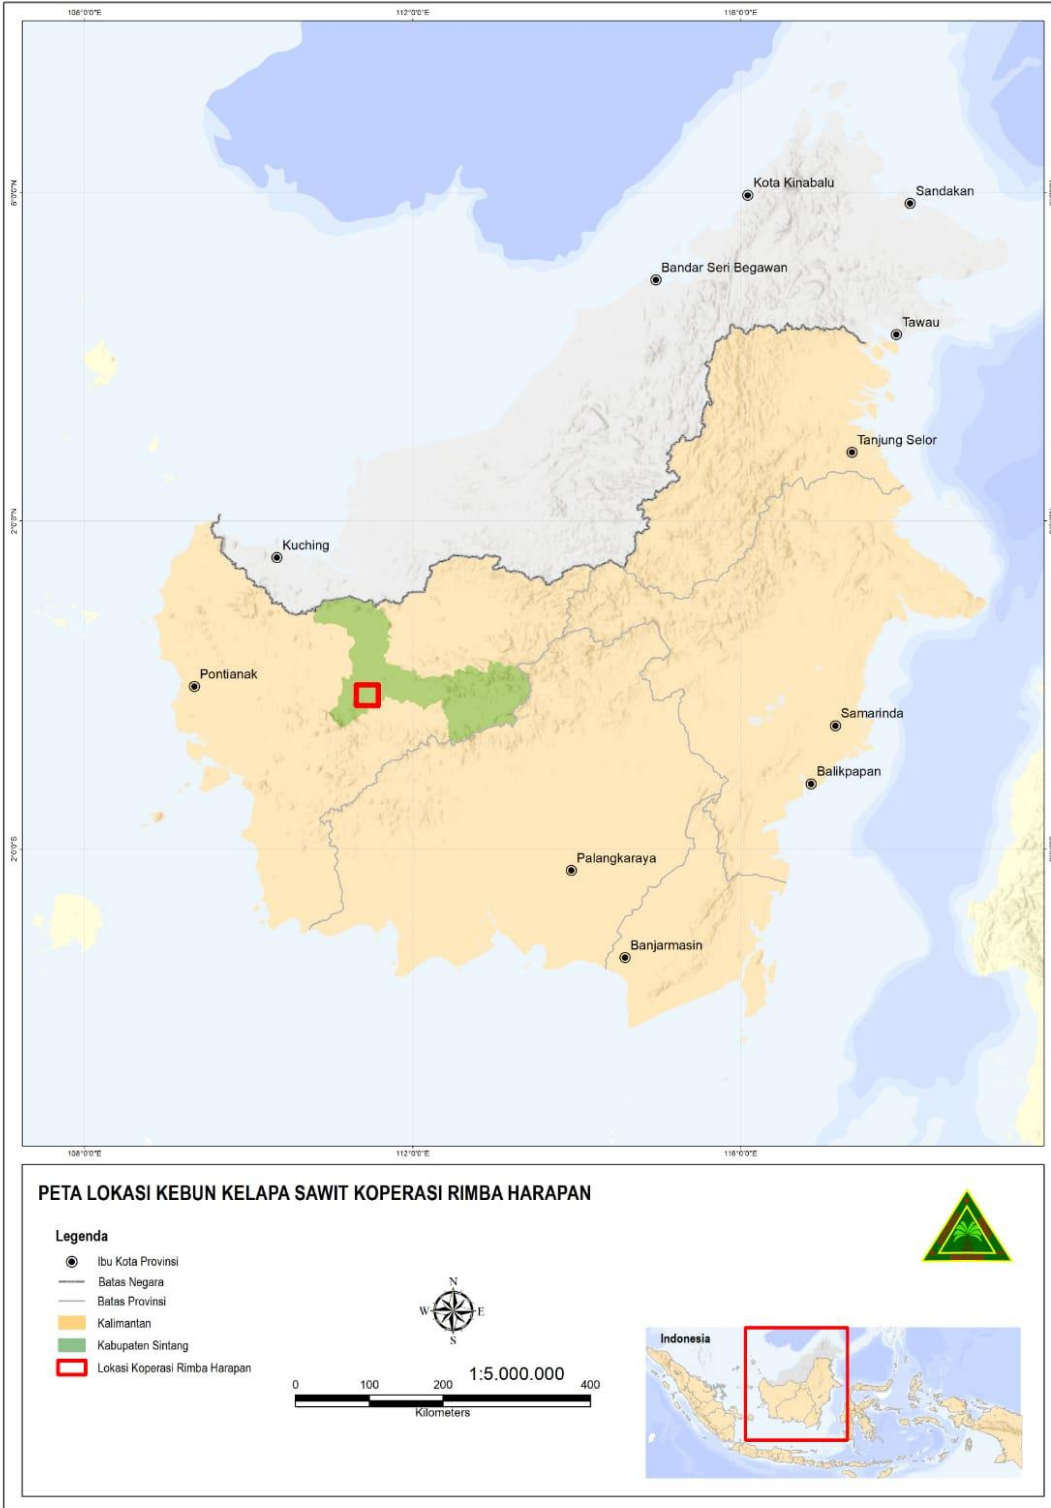 108°0'0"E 112°0'0"E 116°0'0"E
6°0'0"N
Kota Kinabalu
Sandakan
Bandar Seri Begawan
Tawau
Tanjung Selor
2°0'0"N
Kuching
Pontianak
Samarinda
Balikpapan
2°0'0"S
Palangkaraya
Banjarmasin
108°0'0"E 112°0'0"E 116°0'0"E
PETA LOKASI KEBUN KELAPA SAWIT KOPERASI RIMBA HARAPAN
Legenda
Ibu Kota Provinsi
Batas Negara
Batas Provinsi
Kalimantan
Kabupaten Sintang
Lokasi Koperasi Rimba Harapan
N
W E
S
1:5.000.000
0 100 200 400
Kilometers
Indonesia